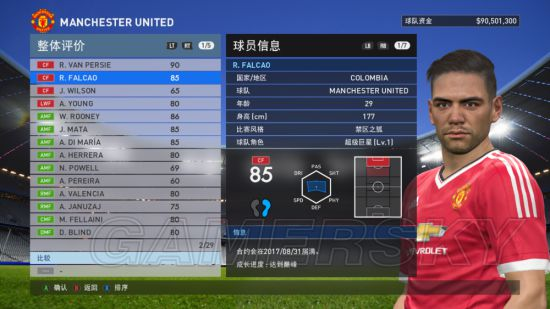 MANCHESTER UNITED
球队资金 $90,501,300
整体评价 LT RT 1/5
CF R. VAN PERSIE 90
CF R. FALCAO 85
CF J. WILSON 65
LWF A. YOUNG 80
AMF W. ROONEY 86
AMF J. MATA 85
AMF A. DI MARÍA 85
AMF A. HERRERA 80
AMF N. POWELL 69
AMF A. PEREIRA 60
RMF A. VALENCIA 80
RMF A. JANUZAJ 75
CMF M. FELLAINI 80
CMF D. BLIND 80
2/29
比较
--
球员信息 LB RB 1/7
R. FALCAO
国家/地区 COLOMBIA
球队 MANCHESTER UNITED
年龄 29
身高 [cm] 177
比赛风格 禁区之狐
球队角色 超级巨星 [Lv.1]
CF
85
PAS
DRI SHT
SPD PHY
DEF
信息
合约会在2017/08/31届满。
成长进度：达到巅峰
CHEVROLET
GAMERSKY
A 确认 B 返回 X 排序